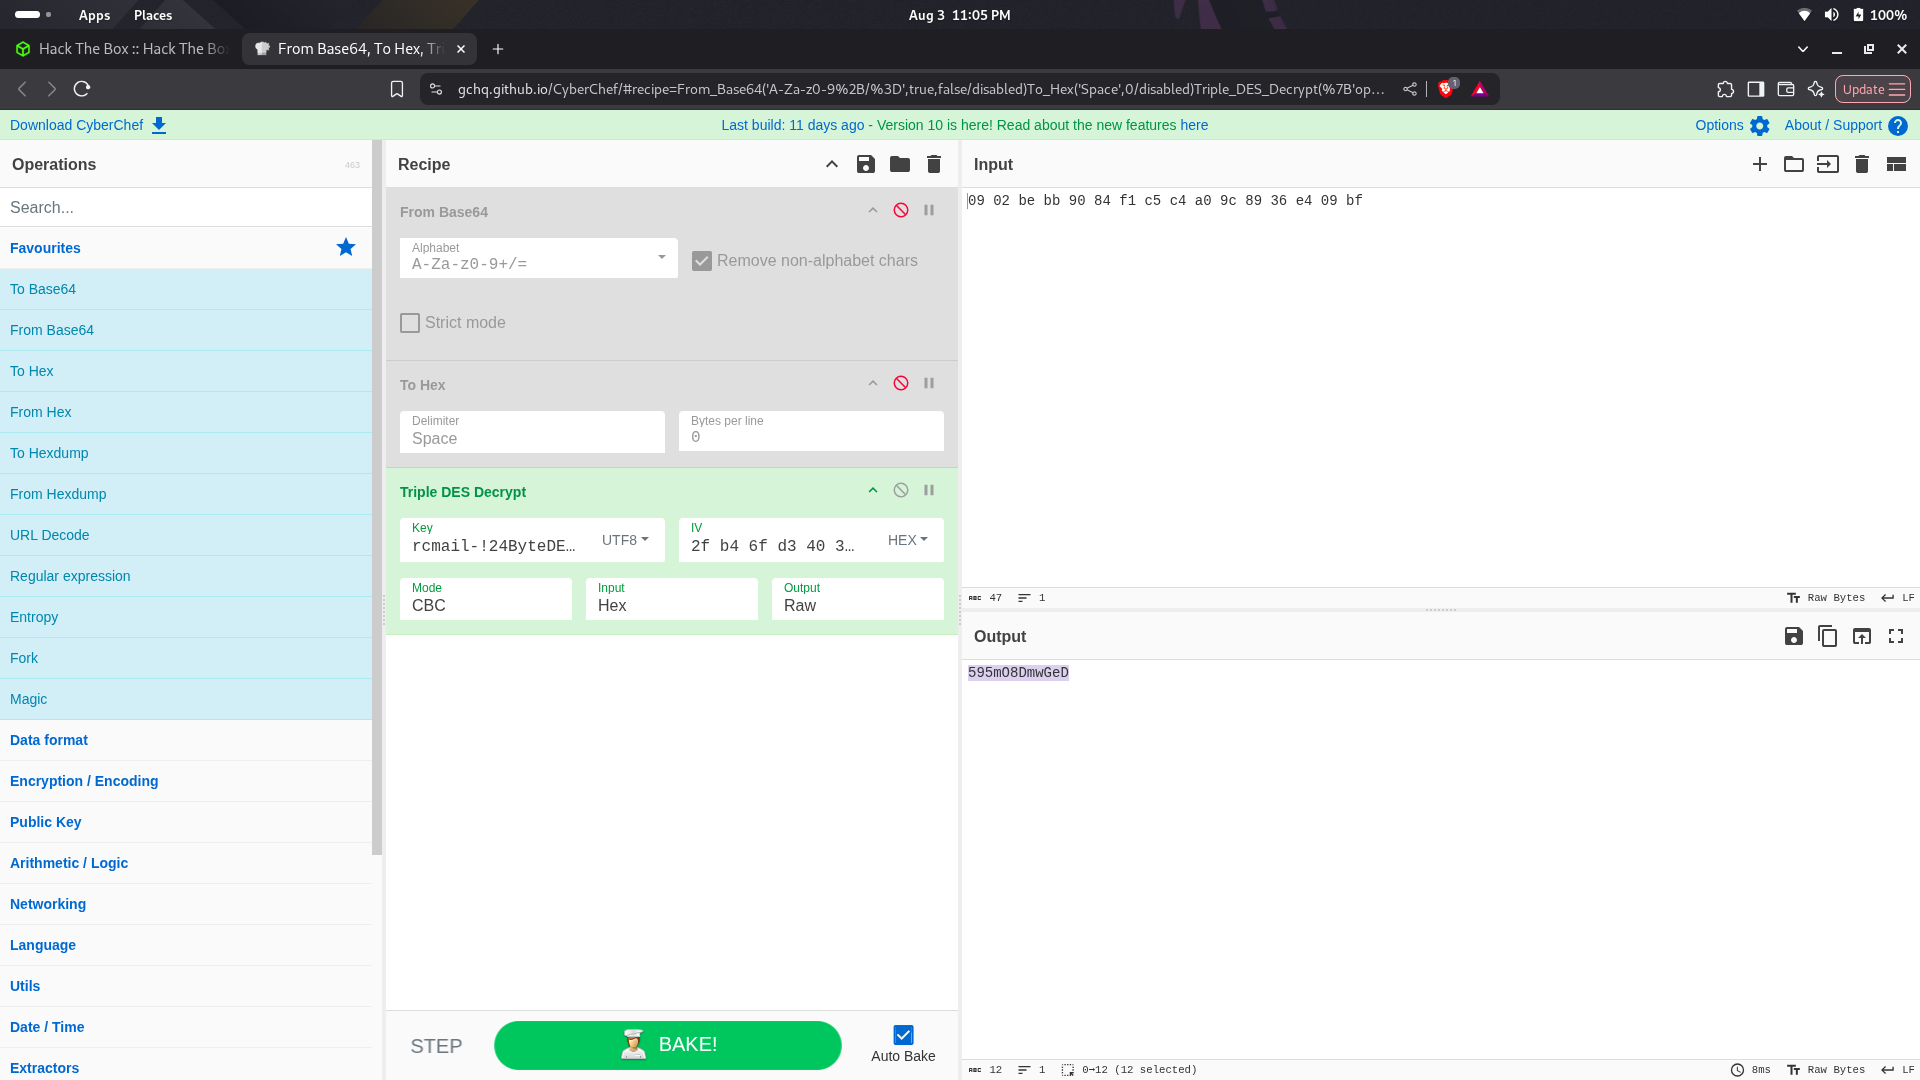 Apps Places
Aug 3 11:05 PM
100%
Hack The Box :: Hack The Box
From Base64, To Hex, Tri
gchq.github.io/CyberChef/#recipe=From_Base64('A-Za-z0-9%2B/%3D',true,false/disabled)To_Hex('Space',0/disabled)Triple_DES_Decrypt(%7B'op...
1
Update
Download CyberChef
Last build: 11 days ago - Version 10 is here! Read about the new features here
Options
About / Support
Operations
463
Search...
Favourites
To Base64
From Base64
To Hex
From Hex
To Hexdump
From Hexdump
URL Decode
Regular expression
Entropy
Fork
Magic
Data format
Encryption / Encoding
Public Key
Arithmetic / Logic
Networking
Language
Utils
Date / Time
Extractors
Recipe
From Base64
Alphabet
A-Za-z0-9+/=
Remove non-alphabet chars
Strict mode
To Hex
Delimiter
Space
Bytes per line
0
Triple DES Decrypt
Key
rcmail-!24ByteDE…
UTF8
IV
2f b4 6f d3 40 3…
HEX
Mode
CBC
Input
Hex
Output
Raw
STEP
BAKE!
Auto Bake
Input
09 02 be bb 90 84 f1 c5 c4 a0 9c 89 36 e4 09 bf
ABC 47
1
Raw Bytes
LF
Output
595mO8DmwGeD
ABC 12
1
0→12 (12 selected)
8ms
Raw Bytes
LF